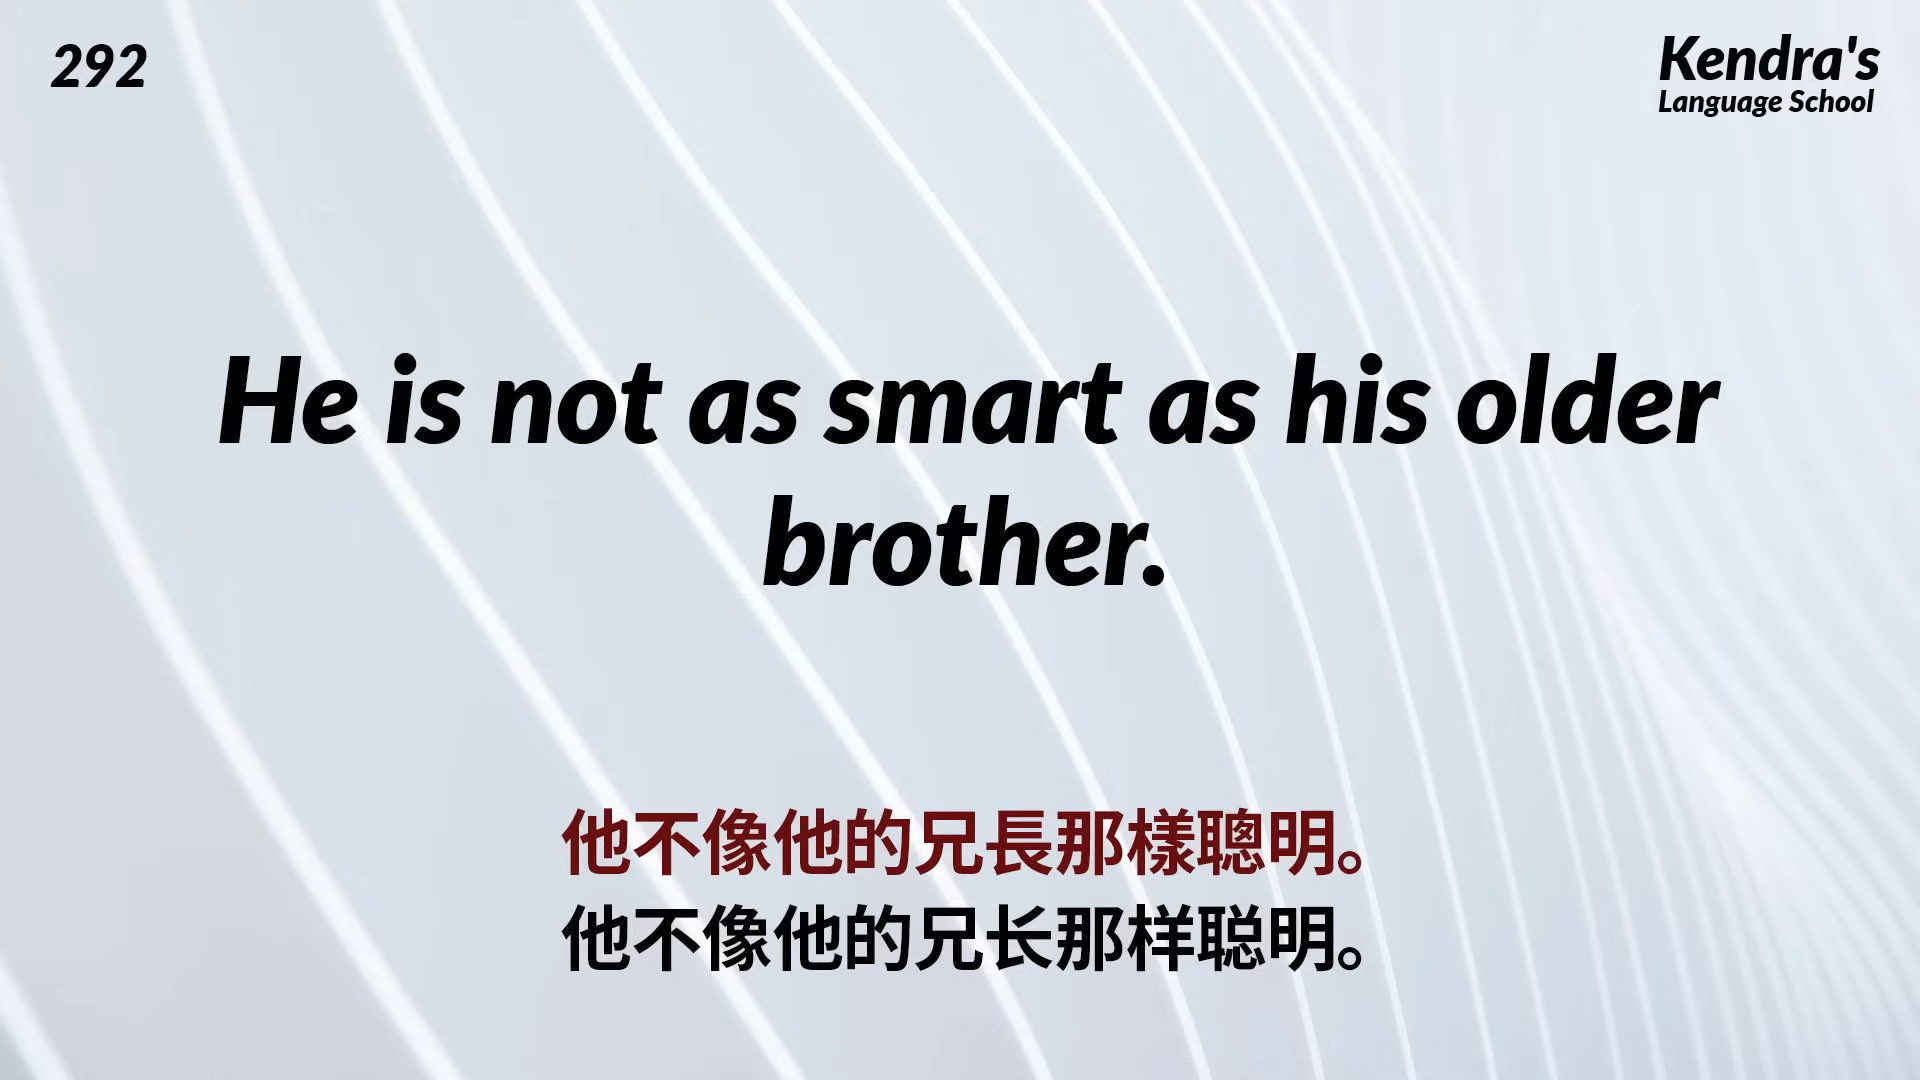 292
Kendra's
Language School
He is not as smart as his older
brother.
他不像他的兄長那樣聰明。
他不像他的兄长那样聪明。